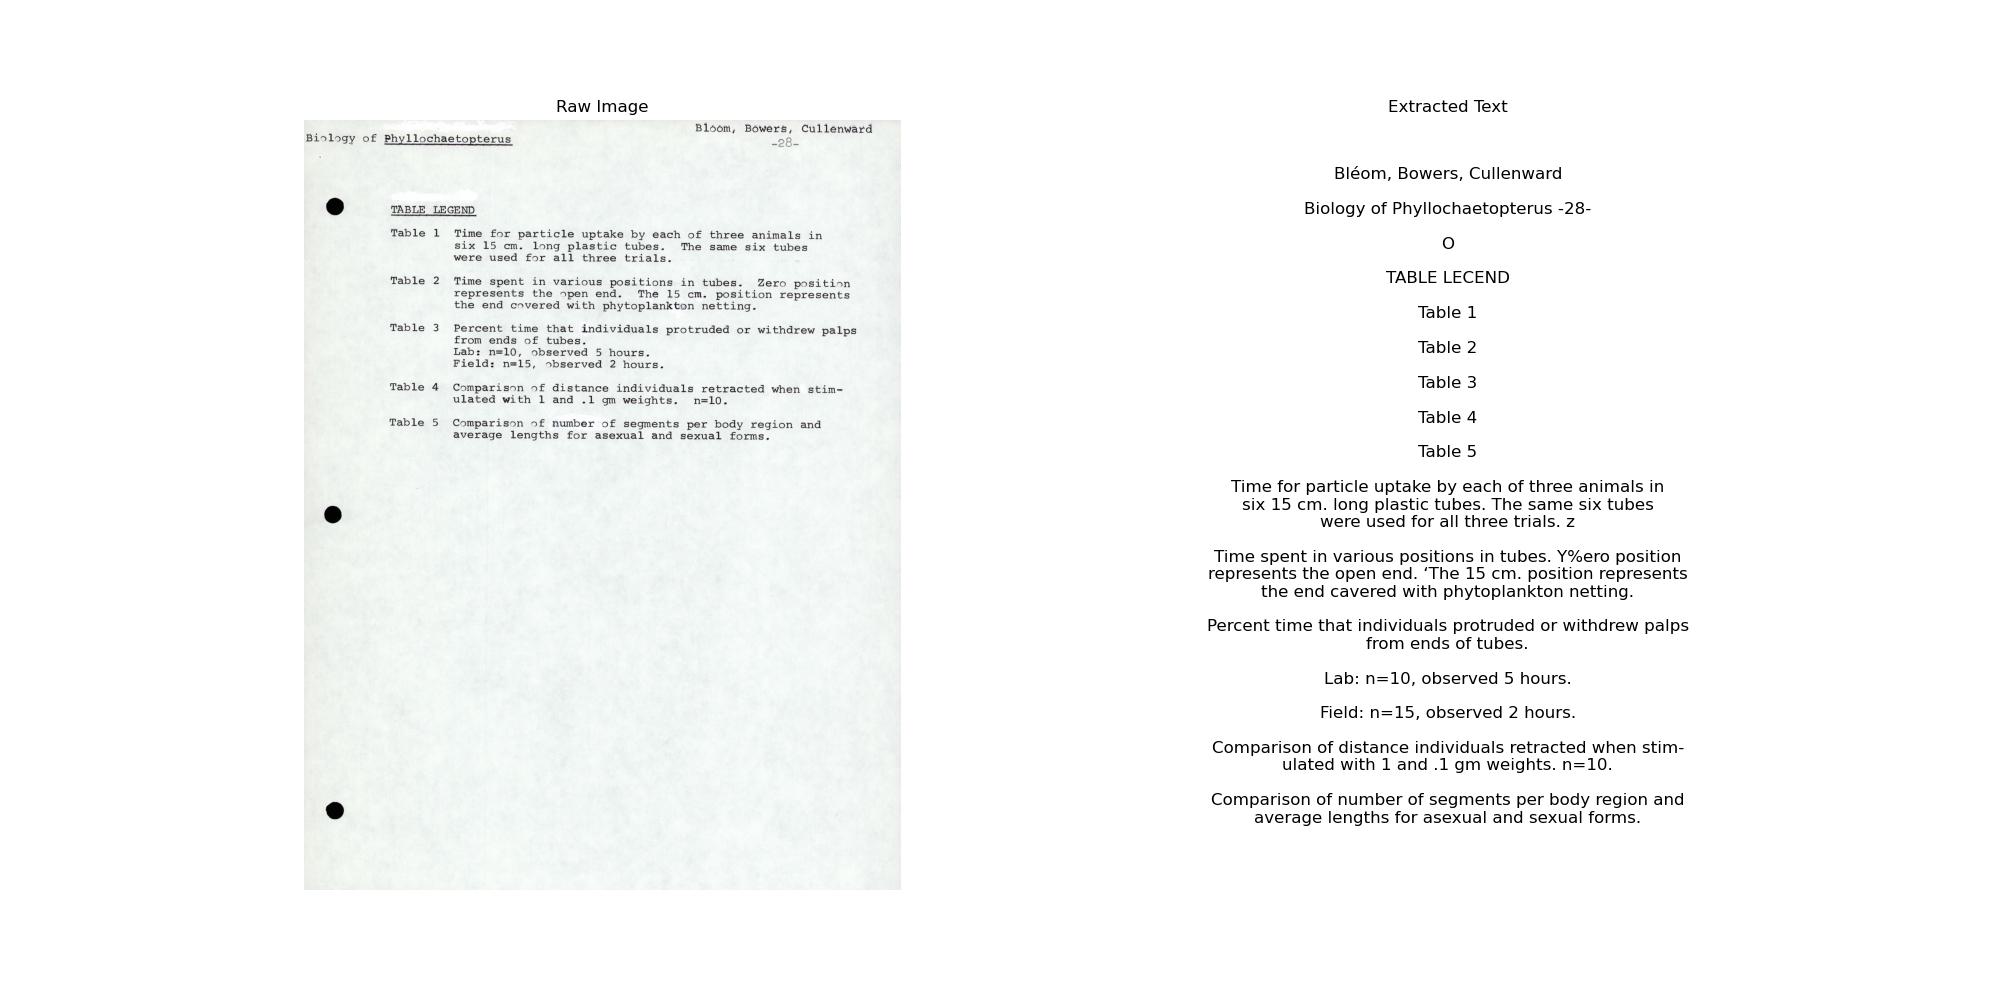 Raw Image
Bloom, Bowers, Cullenward
Biology of Phyllochaetopterus
-28-
TABLE LEGEND
Table 1 Time for particle uptake by each of three animals in
six 15 cm. long plastic tubes. The same six tubes
were used for all three trials.
Table 2 Time spent in various positions in tubes. Zero position
represents the open end. The 15 cm. position represents
the end covered with phytoplankton netting.
Table 3 Percent time that individuals protruded or withdrew palps
from ends of tubes.
Lab: n=10, observed 5 hours.
Field: n=15, observed 2 hours.
Table 4 Comparison of distance individuals retracted when stim-
ulated with 1 and .1 gm weights. n=10.
Table 5 Comparison of number of segments per body region and
average lengths for asexual and sexual forms.
Extracted Text
Bléom, Bowers, Cullenward
Biology of Phyllochaetopterus -28-
O
TABLE LECEND
Table 1
Table 2
Table 3
Table 4
Table 5
Time for particle uptake by each of three animals in
six 15 cm. long plastic tubes. The same six tubes
were used for all three trials. z
Time spent in various positions in tubes. Y%ero position
represents the open end. ‘The 15 cm. position represents
the end cavered with phytoplankton netting.
Percent time that individuals protruded or withdrew palps
from ends of tubes.
Lab: n=10, observed 5 hours.
Field: n=15, observed 2 hours.
Comparison of distance individuals retracted when stim-
ulated with 1 and .1 gm weights. n=10.
Comparison of number of segments per body region and
average lengths for asexual and sexual forms.